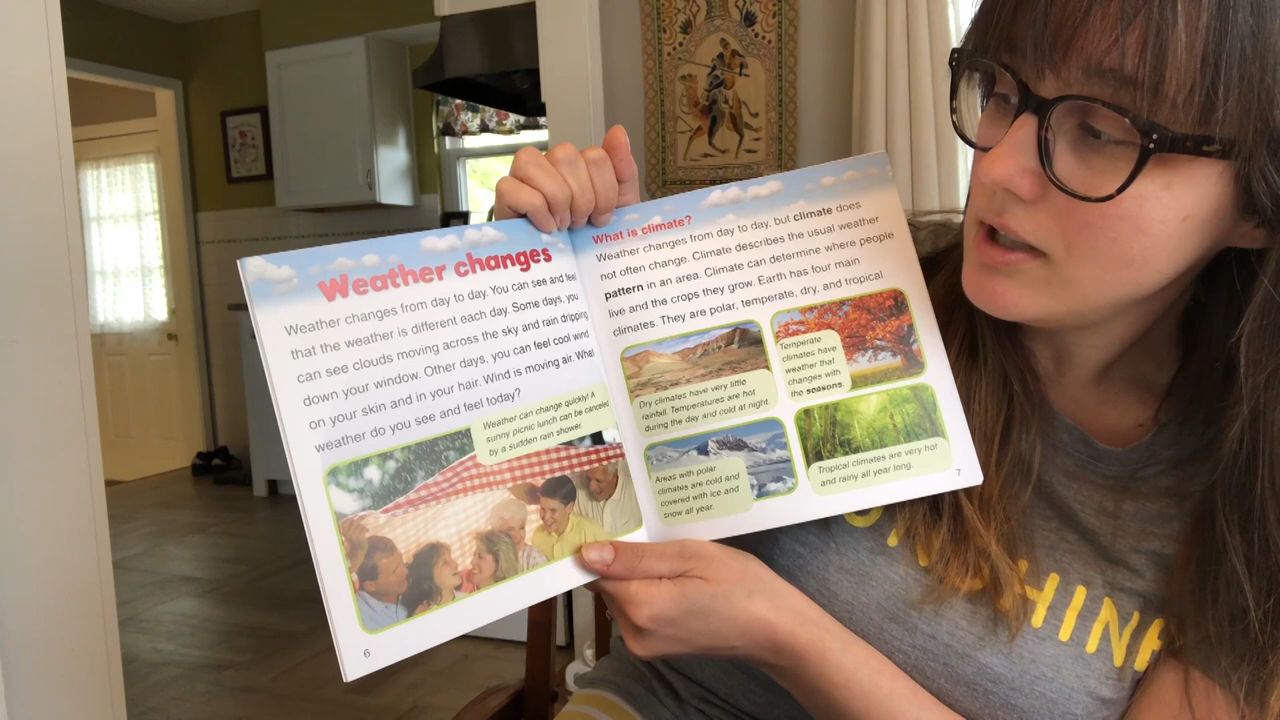 Weather changes
Weather changes from day to day. You can see and feel
that the weather is different each day. Some days, you
can see clouds moving across the sky and rain dripping
down your window. Other days, you can feel cool wind
on your skin and in your hair. Wind is moving air. What
weather do you see and feel today?
Weather can change quickly! A
sunny picnic lunch can be canceled
by a sudden rain shower.
6
What is climate?
Weather changes from day to day, but climate does
not often change. Climate describes the usual weather
pattern in an area. Climate can determine where people
live and the crops they grow. Earth has four main
climates. They are polar, temperate, dry, and tropical.
Dry climates have very little
rainfall. Temperatures are hot
during the day and cold at night.
Temperate
climates have
weather that
changes with
the seasons.
Areas with polar
climates are cold and
covered with ice and
snow all year.
Tropical climates are very hot
and rainy all year long.
7